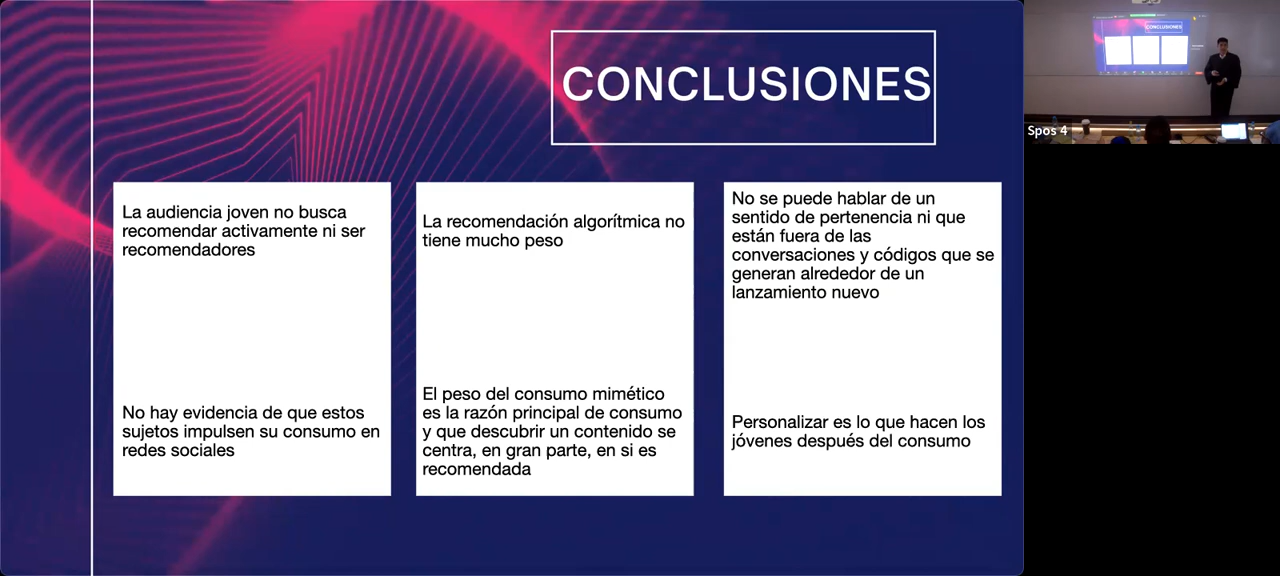 CONCLUSIONES
La audiencia joven no busca
recomendar activamente ni ser
recomendadores
No hay evidencia de que estos
sujetos impulsen su consumo en
redes sociales
La recomendación algorítmica no
tiene mucho peso
El peso del consumo mimético
es la razón principal de consumo
y que descubrir un contenido se
centra, en gran parte, en si es
recomendada
No se puede hablar de un
sentido de pertenencia ni que
están fuera de las
conversaciones y códigos que se
generan alrededor de un
lanzamiento nuevo
Personalizar es lo que hacen los
jóvenes después del consumo
CONCLUSIONES
Spos 4